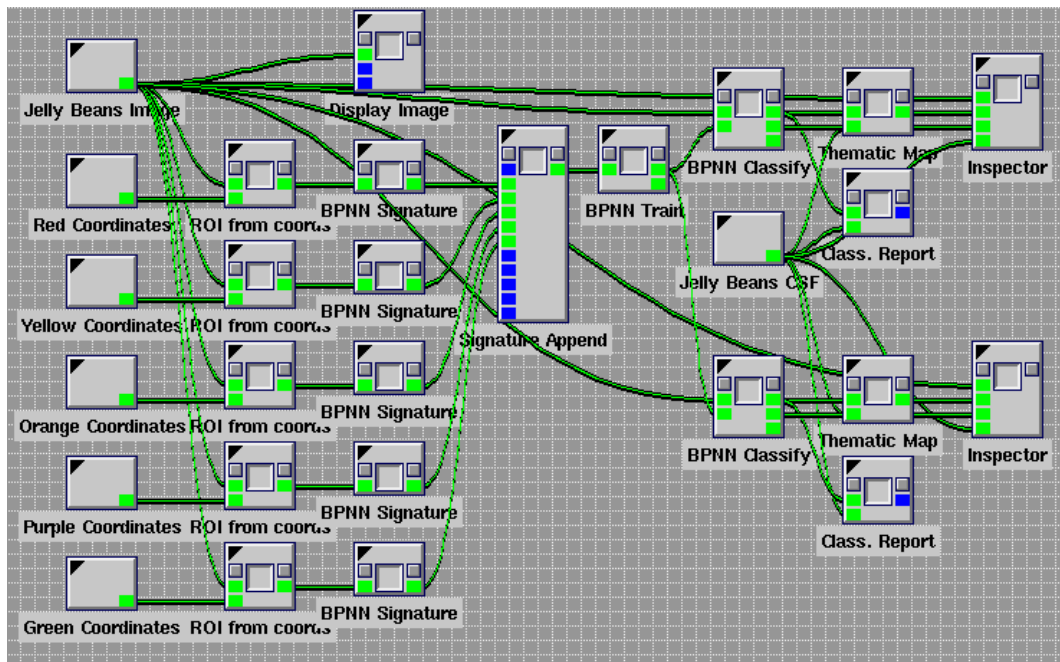 Jelly Beans Image
Display Image
BPNN Classify
Thematic Map
Inspector
Red Coordinates
ROI from coords
BPNN Signature
BPNN Train
Class. Report
Jelly Beans CSF
Yellow Coordinates
ROI from coords
BPNN Signature
Signature Append
Orange Coordinates
ROI from coords
BPNN Signature
BPNN Classify
Thematic Map
Inspector
Purple Coordinates
ROI from coords
BPNN Signature
Class. Report
Green Coordinates
ROI from coords
BPNN Signature